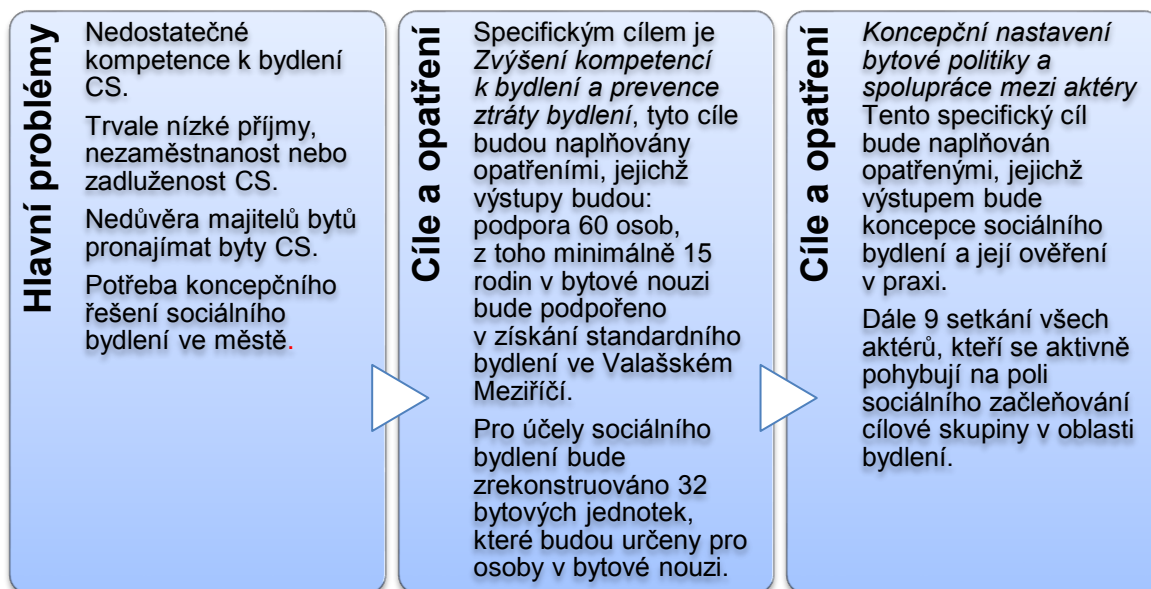 Hlavní problémy
Nedostatečné
kompetence k bydlení
CS.
Trvale nízké příjmy,
nezaměstnanost nebo
zadluženost CS.
Nedůvěra majitelů bytů
pronajímat byty CS.
Potřeba koncepčního
řešení sociálního
bydlení ve městě.
Cíle a opatření
Specifickým cílem je
Zvýšení kompetencí
k bydlení a prevence
ztráty bydlení, tyto cíle
budou naplňovány
opatřeními, jejichž
výstupy budou:
podpora 60 osob,
z toho minimálně 15
rodin v bytové nouzi
bude podpořeno
v získání standardního
bydlení ve Valašském
Meziříčí.
Pro účely sociálního
bydlení bude
zrekonstruováno 32
bytových jednotek,
které budou určeny pro
osoby v bytové nouzi.
Cíle a opatření
Koncepční nastavení
bytové politiky a
spolupráce mezi aktéry
Tento specifický cíl
bude naplňován
opatřenými, jejichž
výstupem bude
koncepce sociálního
bydlení a její ověření
v praxi.
Dále 9 setkání všech
aktérů, kteří se aktivně
pohybují na poli
sociálního začleňování
cílové skupiny v oblasti
bydlení.